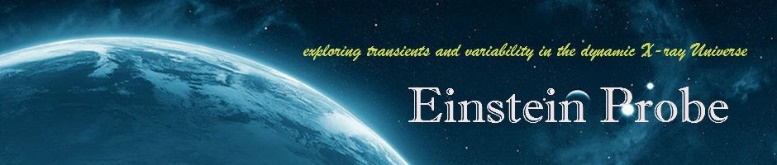 exploring transients and variability in the dynamic X-ray Universe
Einstein Probe